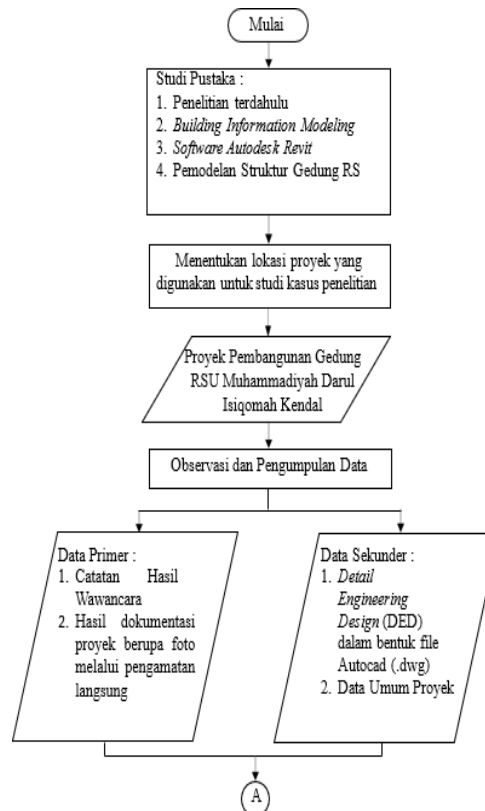 Mulai
Studi Pustaka :
1. Penelitian terdahulu
2. Building Information Modeling
3. Software Autodesk Revit
4. Pemodelan Struktur Gedung RS
Menentukan lokasi proyek yang
digunakan untuk studi kasus penelitian
Proyek Pembangunan Gedung
RSU Muhammadiyah Darul
Isiqomah Kendal
Observasi dan Pengumpulan Data
Data Primer :
1. Catatan Hasil
Wawancara
2. Hasil dokumentasi
proyek berupa foto
melalui pengamatan
langsung
Data Sekunder :
1. Detail
Engineering
Design (DED)
dalam bentuk file
Autocad (.dwg)
2. Data Umum Proyek
A